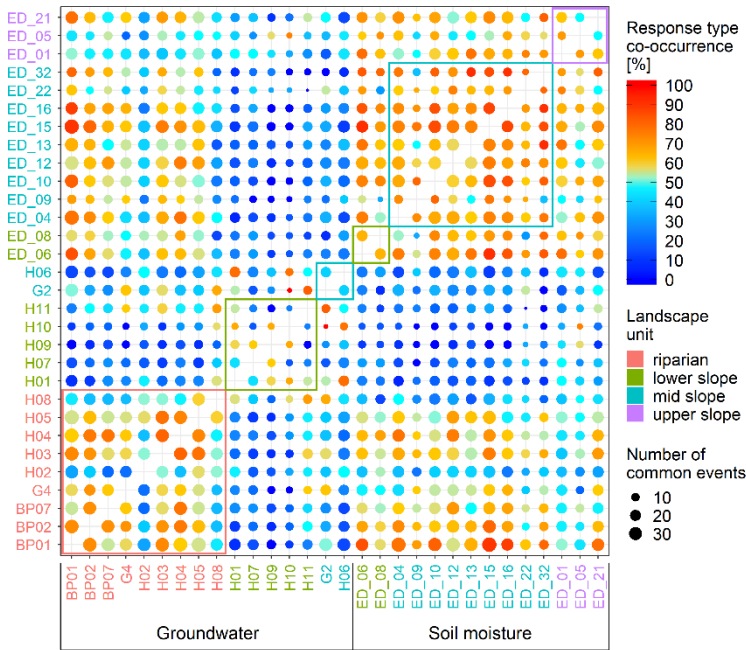 ED_21
ED_05
ED_01
ED_32
ED_22
ED_16
ED_15
ED_13
ED_12
ED_10
ED_09
ED_04
ED_08
ED_06
H06
G2
H11
H10
H09
H07
H01
H08
H05
H04
H03
H02
G4
BP07
BP02
BP01
BP01
BP02
BP07
G4
H02
H03
H04
H05
H08
H01
H07
H09
H10
H11
G2
H06
ED_06
ED_08
ED_04
ED_09
ED_10
ED_12
ED_13
ED_15
ED_16
ED_22
ED_32
ED_01
ED_05
ED_21
Groundwater
Soil moisture
Response type
co-occurrence
[%]
100
90
80
70
60
50
40
30
20
10
0
Landscape
unit
riparian
lower slope
mid slope
upper slope
Number of
common events
10
20
30